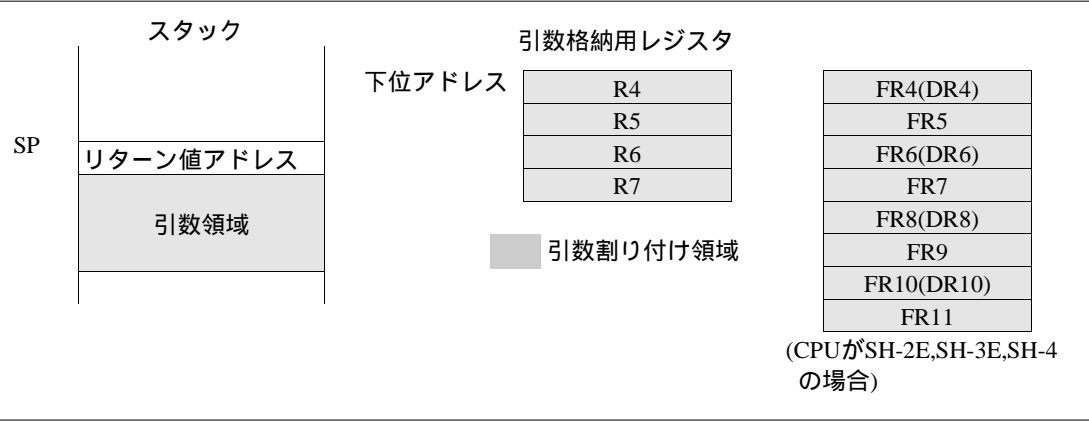 スタック
SP
リターン値アドレス
引数領域
引数格納用レジスタ
下位アドレス
R4
R5
R6
R7
引数割り付け領域
FR4(DR4)
FR5
FR6(DR6)
FR7
FR8(DR8)
FR9
FR10(DR10)
FR11
(CPUがSH-2E,SH-3E,SH-4
の場合)